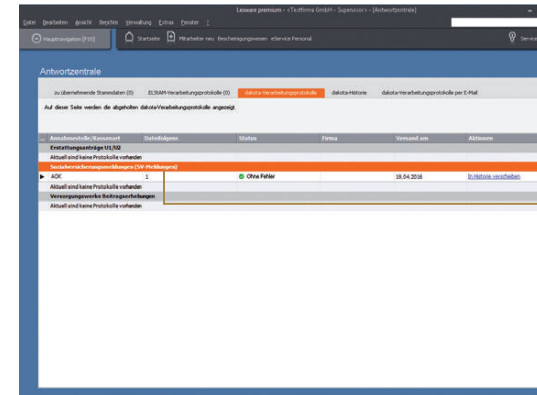 Lexware premium - <Testfirma GmbH - Supervisor> - [Antwortzentrale]
Datei Bearbeiten Ansicht Berichte Verwaltung Extras Fenster ?
Hauptnavigation [F10] Startseite Mitarbeiter neu Bescheinigungswesen eService Personal Service
Antwortzentrale
zu übernehmende Stammdaten (0) ELStAM-Verarbeitungsprotokolle (0) dakota-Verarbeitungsprotokolle dakota-Historie dakota-Verarbeitungsprotokolle per E-Mail
Auf dieser Seite werden die abgeholten dakota-Verarbeitungsprotokolle angezeigt.
... Annahmestelle/Kassenart Dateifolgenr. Status Firma Versand am Aktionen
Erstattungsanträge U1/U2
Aktuell sind keine Protokolle vorhanden
Sozialversicherungsmeldungen (SV-Meldungen)
AOK 1 Ohne Fehler 19.04.2016 In Historie verschieben
Aktuell sind keine Protokolle vorhanden
Versorgungswerke Beitragserhebungen
Aktuell sind keine Protokolle vorhanden